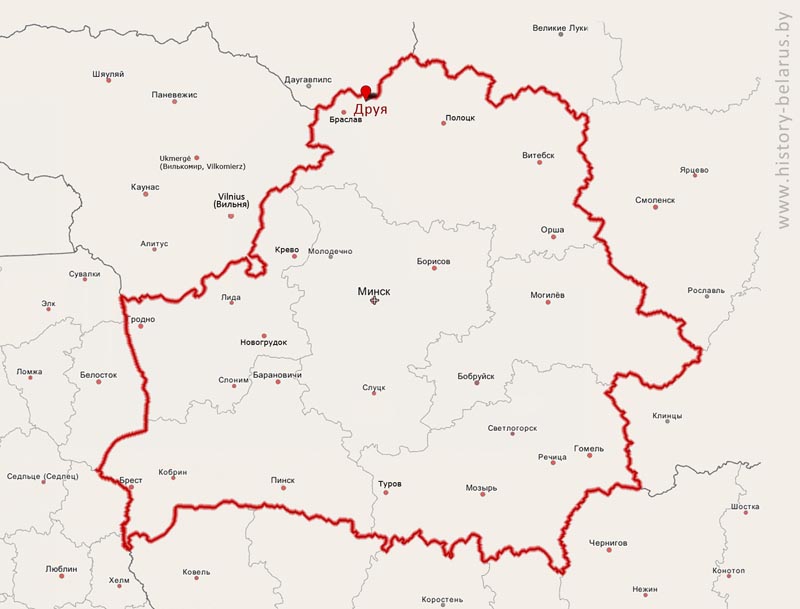 Великие Луки
www.history-belarus.by
Шяуляй
Даугавпилс
Паневежис
Друя
Браслав
Полоцк
Витебск
Ukmergė
(Вилькомир, Vilkomierz)
Ярцево
Каунас
Vilnius
(Вильня)
Смоленск
Орша
Алитус
Крево
Молодечно
Борисов
Сувалки
Минск
Рославль
Лида
Могилёв
Элк
Гродно
Новогрудок
Ломжа
Белосток
Слоним
Барановичи
Бобруйск
Слуцк
Клинцы
Светлогорск
Гомель
Речица
Седльце (Седлец)
Кобрин
Брест
Пинск
Туров
Мозырь
Шостка
Чернигов
Люблин
Хелм
Ковель
Конотоп
Нежин
Коростень